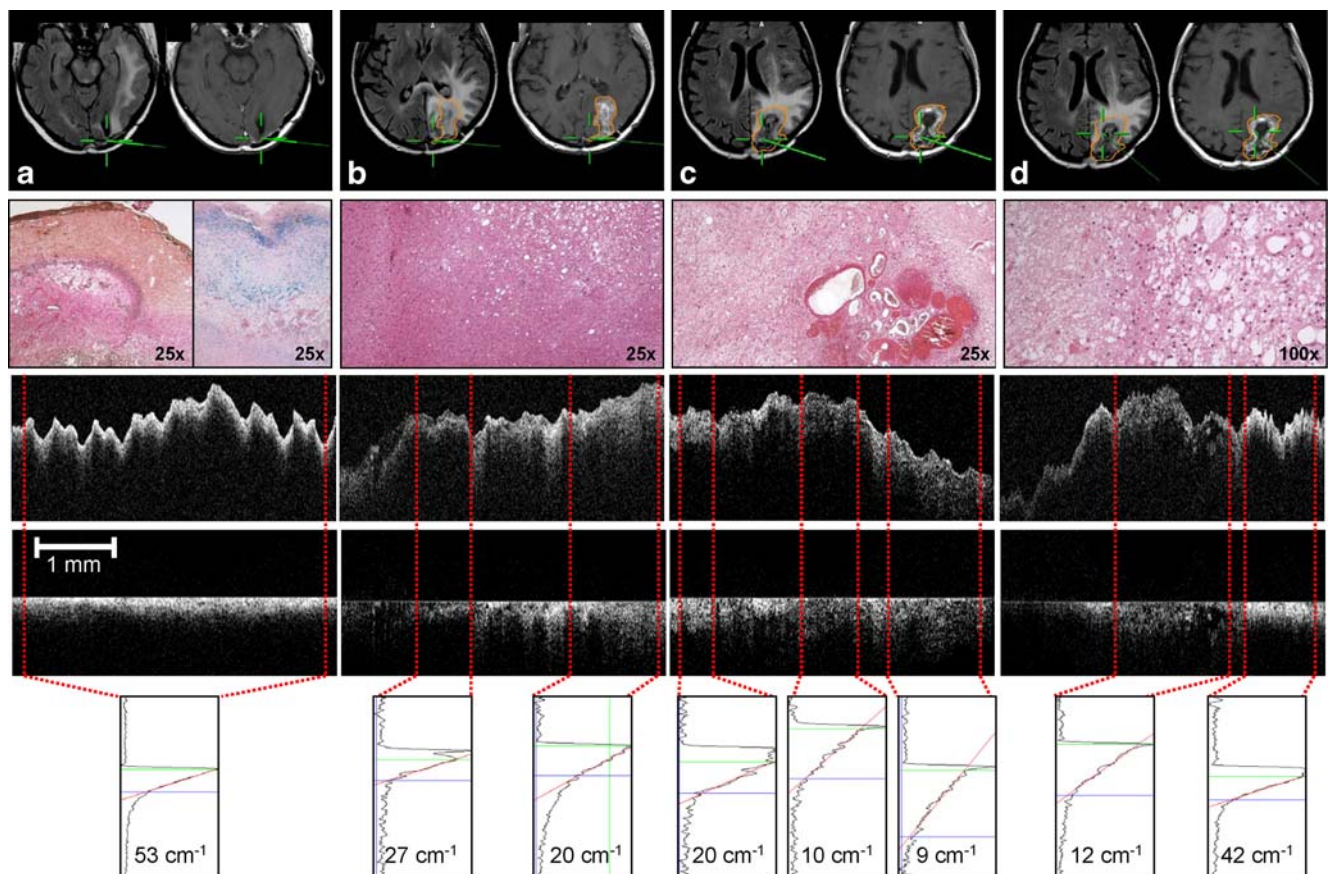 a b c d
25x 25x 25x 25x 100x
1 mm
53 cm⁻¹ 27 cm⁻¹ 20 cm⁻¹ 20 cm⁻¹ 10 cm⁻¹ 9 cm⁻¹ 12 cm⁻¹ 42 cm⁻¹